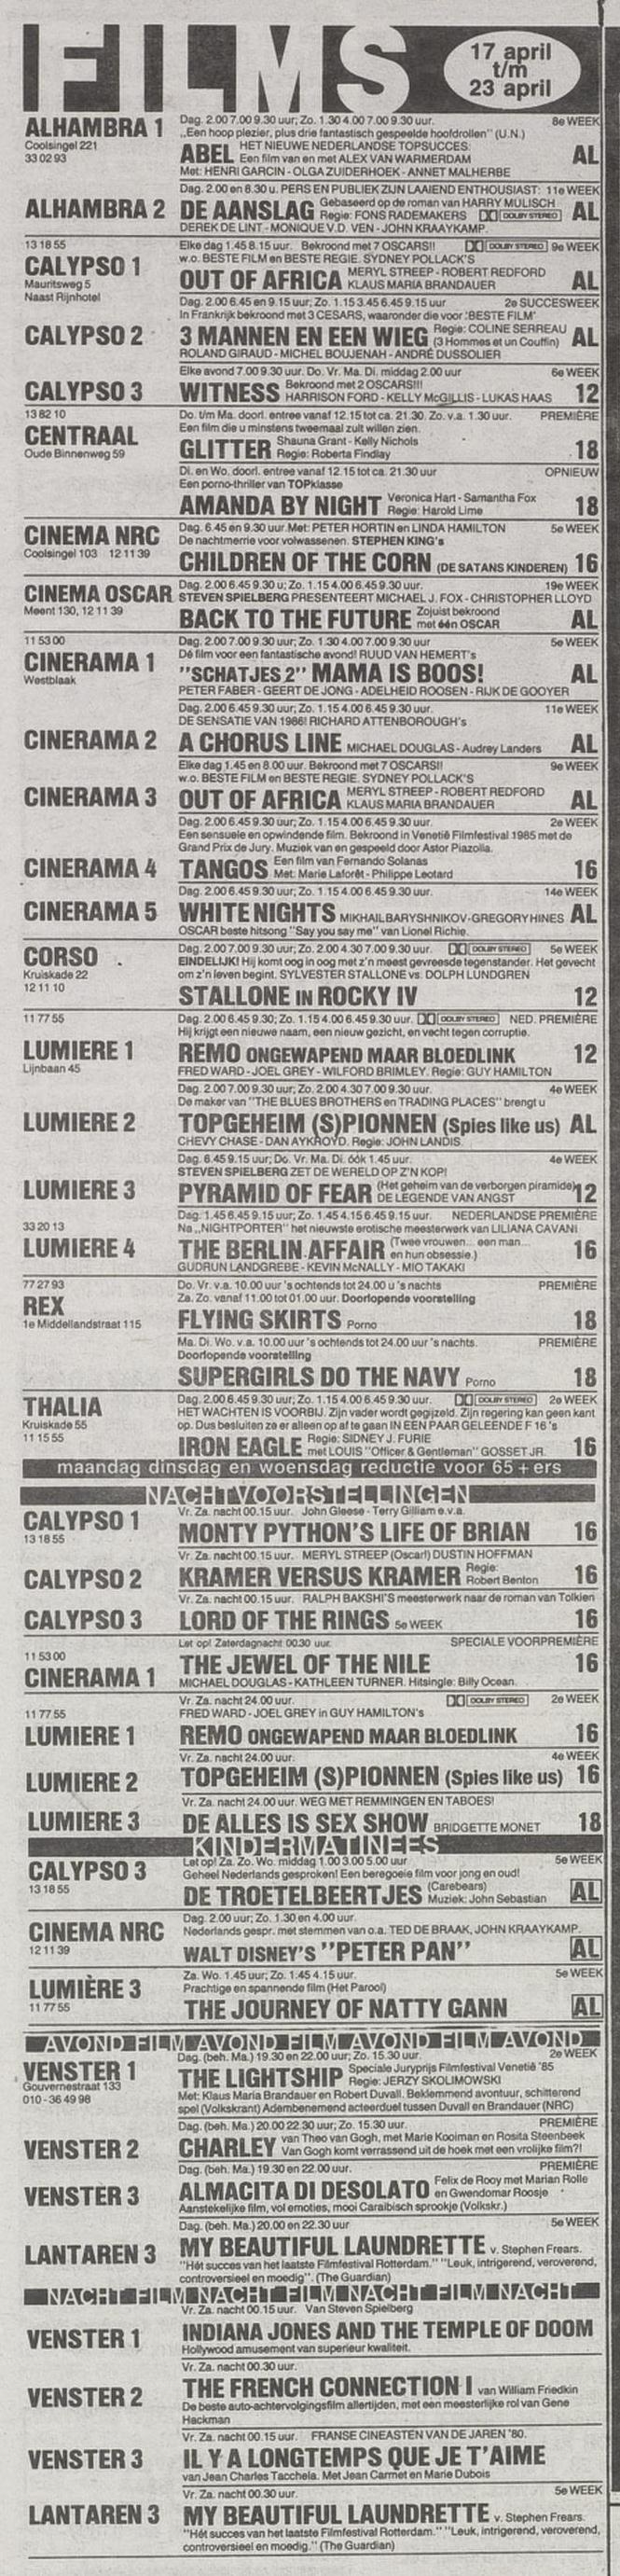 FILMS
17 april
t/m
23 april
ALHAMBRA 1
Coolsingel 221
33 02 93
Dag. 2.00 7.00 9.30 uur; Zo. 1.30 4.00 7.00 9.30 uur. 8e WEEK
„Een hoop plezier, plus drie fantastisch gespeelde hoofdrollen" (U.N.)
ABEL HET NIEUWE NEDERLANDSE TOPSUCCES:
Een film van en met ALEX VAN WARMERDAM AL
Met: HENRI GARCIN - OLGA ZUIDERHOEK - ANNET MALHERBE
Dag. 2.00 en 8.30 u. PERS EN PUBLIEK ZIJN LAAIEND ENTHOUSIAST: 11e WEEK
ALHAMBRA 2 DE AANSLAG Gebaseerd op de roman van HARRY MULISCH
Regie: FONS RADEMAKERS DOLBY STEREO AL
DEREK DE LINT - MONIQUE V.D. VEN - JOHN KRAAYKAMP.
13 18 55
CALYPSO 1
Mauritsweg 5
Naast Rijnhotel
Elke dag 1.45 8.15 uur. Bekroond met 7 OSCARS!! DOLBY STEREO 9e WEEK
w.o. BESTE FILM en BESTE REGIE. SYDNEY POLLACK'S
OUT OF AFRICA MERYL STREEP - ROBERT REDFORD
KLAUS MARIA BRANDAUER AL
Dag. 2.00 6.45 en 9.15 uur; Zo. 1.15 3.45 6.45 9.15 uur 2e SUCCESWEEK
In Frankrijk bekroond met 3 CESARS, waaronder die voor 'BESTE FILM'
CALYPSO 2 3 MANNEN EN EEN WIEG Regie: COLINE SERREAU
(3 Hommes et un Couffin) AL
ROLAND GIRAUD - MICHEL BOUJENAH - ANDRÉ DUSSOLIER
Elke avond 7.00 9.30 uur. Do. Vr. Ma. Di. middag 2.00 uur 6e WEEK
CALYPSO 3 WITNESS Bekroond met 2 OSCARS!!!
HARRISON FORD - KELLY McGILLIS - LUKAS HAAS 12
13 82 10
CENTRAAL
Oude Binnenweg 59
Do. t/m Ma. doorl. entree vanaf 12.15 tot ca. 21.30. Zo. v.a. 1.30 uur. PREMIÈRE
Een film die u minstens tweemaal zult willen zien.
GLITTER Shauna Grant - Kelly Nichols
Regie: Roberta Findlay 18
Di. en Wo. doorl. entree vanaf 12.15 tot ca. 21.30 uur OPNIEUW
Een porno-thriller van TOPklasse
AMANDA BY NIGHT Veronica Hart - Samantha Fox
Regie: Harold Lime 18
CINEMA NRC
Coolsingel 103 12 11 39
Dag. 6.45 en 9.30 uur. Met: PETER HORTIN en LINDA HAMILTON 5e WEEK
De nachtmerrie voor volwassenen. STEPHEN KING's
CHILDREN OF THE CORN (DE SATANS KINDEREN) 16
CINEMA OSCAR
Meent 130, 12 11 39
Dag. 2.00 6.45 9.30 u; Zo. 1.15 4.00 6.45 9.30 uur. 19e WEEK
STEVEN SPIELBERG PRESENTEERT MICHAEL J. FOX - CHRISTOPHER LLOYD
BACK TO THE FUTURE Zojuist bekroond
met één OSCAR AL
11 53 00
CINERAMA 1
Westblaak
Dag. 2.00 7.00 9.30 uur; Zo. 1.30 4.00 7.00 9.30 uur 5e WEEK
Dé film voor een fantastische avond! RUUD VAN HEMERT's
"SCHATJES 2" MAMA IS BOOS! AL
PETER FABER - GEERT DE JONG - ADELHEID ROOSEN - RIJK DE GOOYER
Dag. 2.00 6.45 9.30 uur; Zo. 1.15 4.00 6.45 9.30 uur. 11e WEEK
DE SENSATIE VAN 1986! RICHARD ATTENBOROUGH's
CINERAMA 2 A CHORUS LINE MICHAEL DOUGLAS - Audrey Landers AL
Elke dag 1.45 en 8.00 uur. Bekroond met 7 OSCARS!! 9e WEEK
w.o. BESTE FILM en BESTE REGIE. SYDNEY POLLACK'S
CINERAMA 3 OUT OF AFRICA MERYL STREEP - ROBERT REDFORD
KLAUS MARIA BRANDAUER AL
Dag. 2.00 6.45 9.30 uur; Zo. 1.15 4.00 6.45 9.30 uur. 2e WEEK
Een sensuele en opwindende film. Bekroond in Venetië Filmfestival 1985 met de
Grand Prix de Jury. Muziek van en gespeeld door Astor Piazolla.
CINERAMA 4 TANGOS Een film van Fernando Solanas
Met: Marie Laforêt - Philippe Leotard 16
Dag. 2.00 6.45 9.30 uur; Zo. 1.15 4.00 6.45 9.30 uur. 14e WEEK
CINERAMA 5 WHITE NIGHTS MIKHAIL BARYSHNIKOV - GREGORY HINES AL
OSCAR beste hitsong "Say you say me" van Lionel Richie.
CORSO
Kruiskade 22
12 11 10
Dag. 2.00 7.00 9.30 uur; Zo. 2.00 4.30 7.00 9.30 uur. DOLBY STEREO 5e WEEK
EINDELIJK! Hij komt oog in oog met z'n meest gevreesde tegenstander. Het gevecht
om z'n leven begint. SYLVESTER STALLONE vs. DOLPH LUNDGREN
STALLONE IN ROCKY IV 12
11 77 55
LUMIERE 1
Lijnbaan 45
Dag. 2.00 6.45 9.30; Zo. 1.15 4.00 6.45 9.30 uur. DOLBY STEREO NED. PREMIÈRE
Hij krijgt een nieuwe naam, een nieuw gezicht, en vecht tegen corruptie.
REMO ONGEWAPEND MAAR BLOEDLINK 12
FRED WARD - JOEL GREY - WILFORD BRIMLEY. Regie: GUY HAMILTON
Dag. 2.00 7.00 9.30 uur; Zo. 2.00 4.30 7.00 9.30 uur. 4e WEEK
De maker van "THE BLUES BROTHERS en TRADING PLACES" brengt u
LUMIERE 2 TOPGEHEIM (S)PIONNEN (Spies like us) AL
CHEVY CHASE - DAN AYKROYD. Regie: JOHN LANDIS.
Dag. 6.45 9.15 uur; Do. Vr. Ma. Di. óók 1.45 uur. 4e WEEK
STEVEN SPIELBERG ZET DE WERELD OP Z'N KOP!
LUMIERE 3 PYRAMID OF FEAR (Het geheim van de verborgen piramide)
DE LEGENDE VAN ANGST 12
Dag. 1.45 6.45 9.15 uur; Zo. 1.45 4.15 6.45 9.15 uur. NEDERLANDSE PREMIÈRE
Na „NIGHTPORTER" het nieuwste erotische meesterwerk van LILIANA CAVANI
33 20 13
LUMIERE 4 THE BERLIN AFFAIR (Twee vrouwen... een man...
en hun obsessie.) 16
GUDRUN LANDGREBE - KEVIN McNALLY - MIO TAKAKI
77 27 93
REX
1e Middellandstraat 115
Do. Vr. v.a. 10.00 uur 's ochtends tot 24.00 u 's nachts PREMIÈRE
Za. Zo. vanaf 11.00 tot 01.00 uur. Doorlopende voorstelling
FLYING SKIRTS Porno 18
Ma. Di. Wo. v.a. 10.00 uur 's ochtends tot 24.00 uur 's nachts. PREMIÈRE
Doorlopende voorstelling
SUPERGIRLS DO THE NAVY Porno 18
THALIA
Kruiskade 55
11 15 55
Dag. 2.00 6.45 9.30 uur; Zo. 1.15 4.00 6.45 9.30 uur. DOLBY STEREO 2e WEEK
HET WACHTEN IS VOORBIJ. Zijn vader wordt gegijzeld. Zijn regering kan geen kant
op. Dus besluiten ze er alleen op af te gaan IN EEN PAAR GELEENDE F 16's
IRON EAGLE Regie: SIDNEY J. FURIE
met LOUIS "Officer & Gentleman" GOSSET JR. 16
maandag dinsdag en woensdag reductie voor 65 + ers
NACHTVOORSTELLINGEN
CALYPSO 1
13 18 55
Vr. Za. nacht 00.15 uur. John Gleese - Terry Gilliam e.v.a.
MONTY PYTHON'S LIFE OF BRIAN 16
Vr. Za. nacht 00.15 uur. MERYL STREEP (Oscar!) DUSTIN HOFFMAN
CALYPSO 2 KRAMER VERSUS KRAMER Regie:
Robert Benton 16
Vr. Za. nacht 00.15 uur. RALPH BAKSHI'S meesterwerk naar de roman van Tolkien
CALYPSO 3 LORD OF THE RINGS 5e WEEK 16
Let op! Zaterdagnacht 00.30 uur. SPECIALE VOORPREMIÈRE
11 53 00
CINERAMA 1 THE JEWEL OF THE NILE 16
MICHAEL DOUGLAS - KATHLEEN TURNER. Hitsingle: Billy Ocean.
Vr. Za. nacht 24.00 uur. DOLBY STEREO 2e WEEK
11 77 55 FRED WARD - JOEL GREY in GUY HAMILTON's
LUMIERE 1 REMO ONGEWAPEND MAAR BLOEDLINK 16
Vr. Za. nacht 24.00 uur. 4e WEEK
LUMIERE 2 TOPGEHEIM (S)PIONNEN (Spies like us) 16
Vr. Za. nacht 24.00 uur. WEG MET REMMINGEN EN TABOES!
LUMIERE 3 DE ALLES IS SEX SHOW BRIDGETTE MONET 18
KINDERMATINEES
CALYPSO 3
13 18 55
Let op! Za. Zo. Wo. middag 1.00 3.00 5.00 uur 5e WEEK
Geheel Nederlands gesproken! Een beregoeie film voor jong en oud!
DE TROETELBEERTJES (Carebears)
Muziek: John Sebastian AL
CINEMA NRC
12 11 39
Dag. 2.00 uur; Zo. 1.30 en 4.00 uur.
Nederlands gespr. met stemmen van o.a. TED DE BRAAK, JOHN KRAAYKAMP.
WALT DISNEY'S "PETER PAN" AL
LUMIÈRE 3
11 77 55
Za. Wo. 1.45 uur; Zo. 1.45 4.15 uur. 5e WEEK
Prachtige en spannende film (Het Parool)
THE JOURNEY OF NATTY GANN AL
AVOND FILM AVOND FILM AVOND FILM AVOND
VENSTER 1
Gouvernestraat 133
010 - 36 49 98
Dag. (beh. Ma.) 19.30 en 22.00 uur; Zo. 15.30 uur. 2e WEEK
THE LIGHTSHIP Speciale Juryprijs Filmfestival Venetië '85
Regie: JERZY SKOLIMOWSKI
Met: Klaus Maria Brandauer en Robert Duvall. Beklemmend avontuur, schitterend
spel (Volkskrant) Adembenemend acteerduel tussen Duvall en Brandauer (NRC)
Dag. (beh. Ma.) 20.00 22.30 uur; Zo. 15.30 uur. PREMIÈRE
VENSTER 2 CHARLEY van Theo van Gogh, met Marie Kooiman en Rosita Steenbeek
Van Gogh komt verrassend uit de hoek met een vrolijke film?!
Dag. (beh. Ma.) 19.30 en 22.00 uur. PREMIÈRE
VENSTER 3 ALMACITA DI DESOLATO Felix de Rooy met Marian Rolle
en Gwendomar Roosje
Aanstekelijke film, vol emoties, mooi Caraibisch sprookje (Volkskr.)
Dag. (beh. Ma.) 20.00 en 22.30 uur 5e WEEK
LANTAREN 3 MY BEAUTIFUL LAUNDRETTE v. Stephen Frears.
"Hét succes van het laatste Filmfestival Rotterdam." "Leuk, intrigerend, veroverend,
controversieel en moedig". (The Guardian)
NACHT FILM NACHT FILM NACHT FILM NACHT
Vr. Za. nacht 00.15 uur. Van Steven Spielberg
VENSTER 1 INDIANA JONES AND THE TEMPLE OF DOOM
Hollywood amusement van superieur kwaliteit.
Vr. Za. nacht 00.30 uur.
VENSTER 2 THE FRENCH CONNECTION I van William Friedkin
De beste auto-achtervolgingsfilm allertijden, met een meesterlijke rol van Gene
Hackman
Vr. Za. nacht 00.15 uur. FRANSE CINEASTEN VAN DE JAREN '80.
VENSTER 3 IL Y A LONGTEMPS QUE JE T'AIME
van Jean Charles Tacchela. Met Jean Carmet en Marie Dubois
Vr. Za. nacht 00.30 uur. 5e WEEK
LANTAREN 3 MY BEAUTIFUL LAUNDRETTE v. Stephen Frears.
"Hét succes van het laatste Filmfestival Rotterdam." "Leuk, intrigerend, veroverend,
controversieel en moedig." (The Guardian)